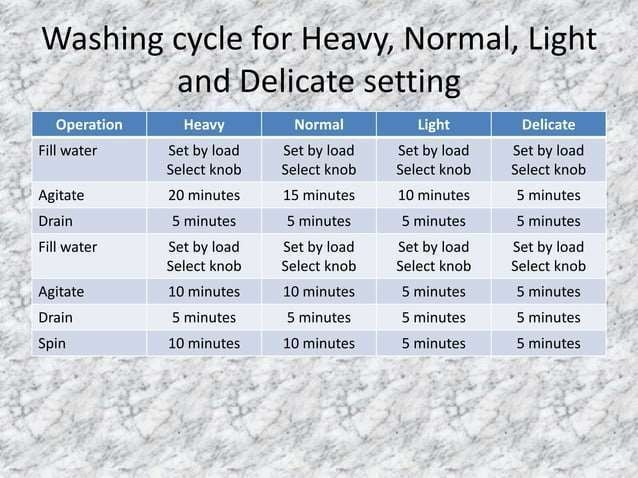 Washing cycle for Heavy, Normal, Light
and Delicate setting
Operation Heavy Normal Light Delicate
Fill water Set by load Set by load Set by load Set by load
Select knob Select knob Select knob Select knob
Agitate 20 minutes 15 minutes 10 minutes 5 minutes
Drain 5 minutes 5 minutes 5 minutes 5 minutes
Fill water Set by load Set by load Set by load Set by load
Select knob Select knob Select knob Select knob
Agitate 10 minutes 10 minutes 5 minutes 5 minutes
Drain 5 minutes 5 minutes 5 minutes 5 minutes
Spin 10 minutes 10 minutes 5 minutes 5 minutes